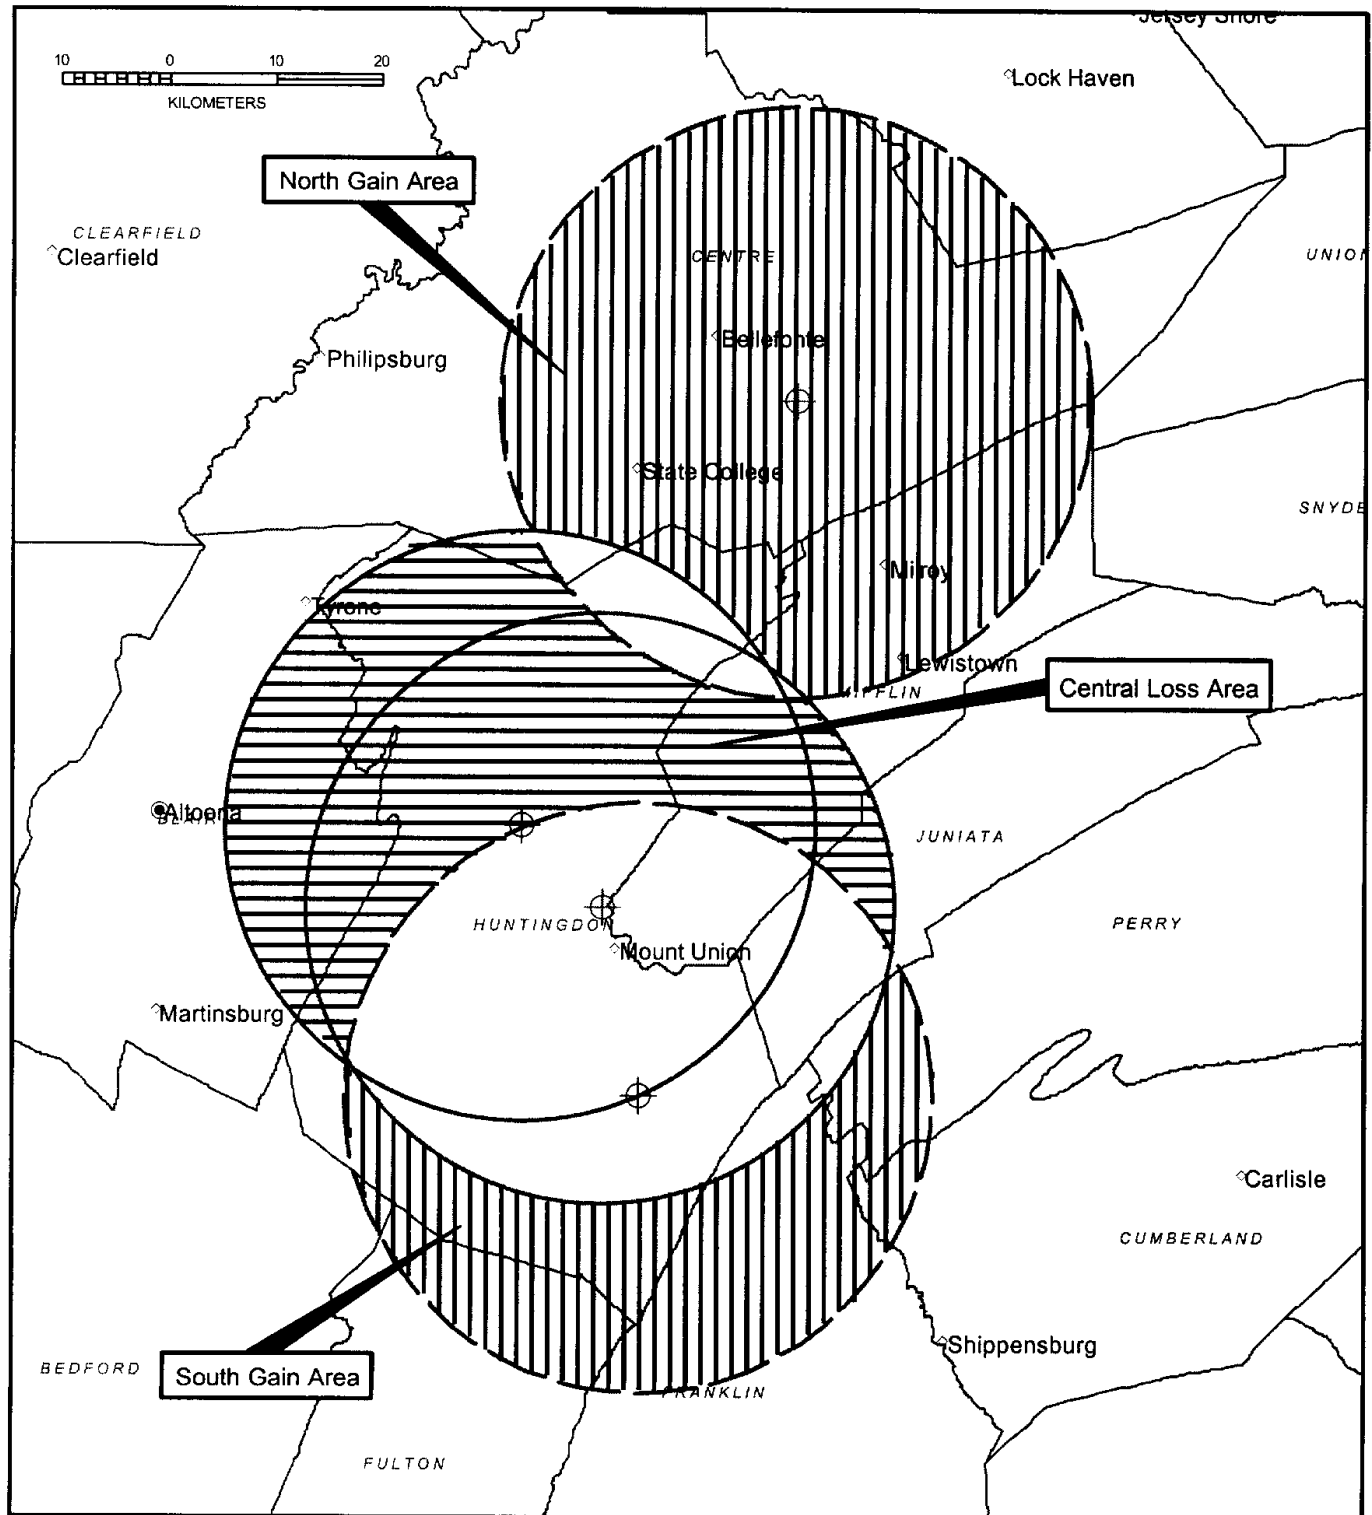 Jersey Shore
10 0 10 20
KILOMETERS
Lock Haven
North Gain Area
CLEARFIELD
Clearfield
CENTRE
UNION
Bellefonte
Philipsburg
State College
SNYDE
Milroy
Tyrone
Lewistown
MIFFLIN
Central Loss Area
Altoona
BLAIR
JUNIATA
HUNTINGDON
PERRY
Mount Union
Martinsburg
Carlisle
CUMBERLAND
Shippensburg
BEDFORD
South Gain Area
FRANKLIN
FULTON